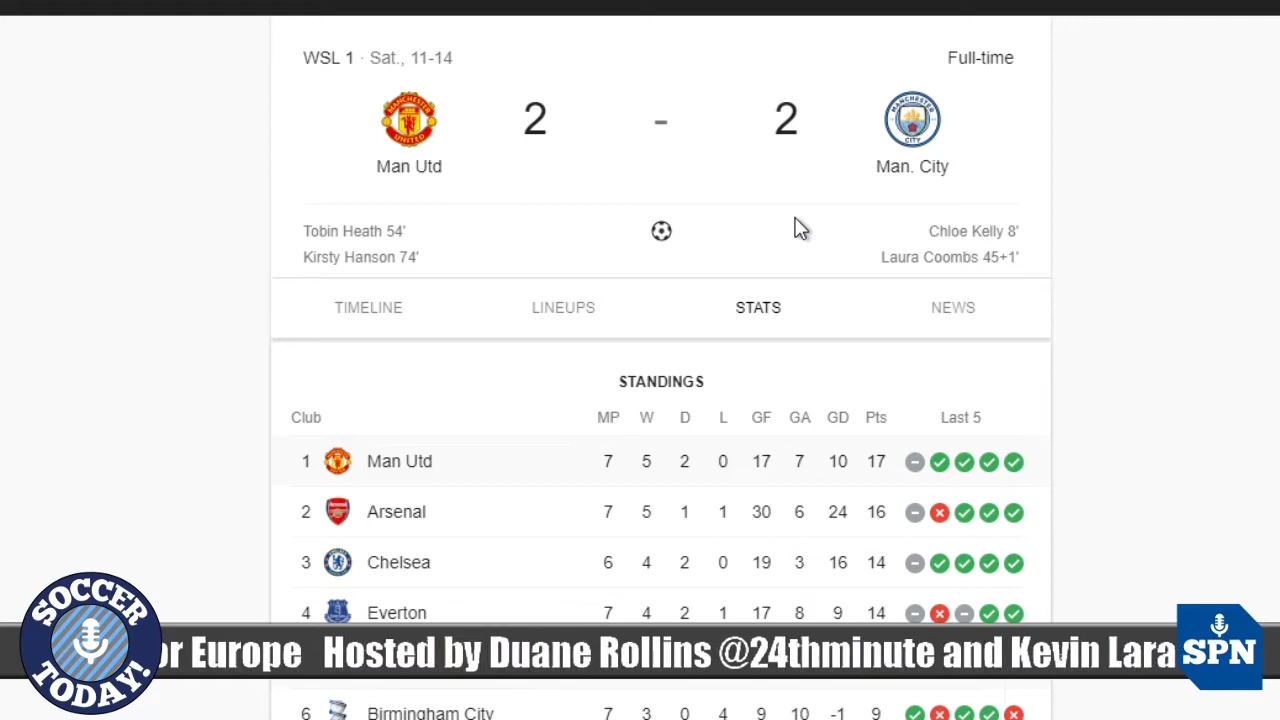 WSL 1 · Sat., 11-14 Full-time
2 - 2
Man Utd Man. City
Tobin Heath 54' Chloe Kelly 8'
Kirsty Hanson 74' Laura Coombs 45+1'
TIMELINE LINEUPS STATS NEWS
STANDINGS
Club MP W D L GF GA GD Pts Last 5
1 Man Utd 7 5 2 0 17 7 10 17
2 Arsenal 7 5 1 1 30 6 24 16
3 Chelsea 6 4 2 0 19 3 16 14
4 Everton 7 4 2 1 17 8 9 14
or Europe Hosted by Duane Rollins @24thminute and Kevin Lara
SOCCER
TODAY!
SPN
6 Birmingham City 7 3 0 4 9 10 -1 9